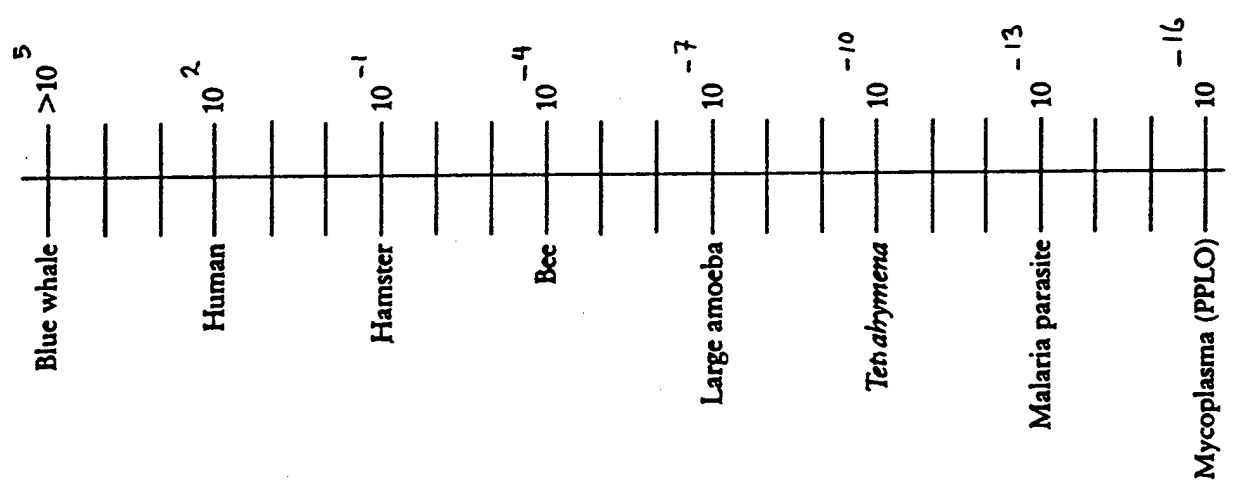 Blue whale >10^5
Human 10^2
Hamster 10^-1
Bee 10^-4
Large amoeba 10^-7
Tetrahymena 10^-10
Malaria parasite 10^-13
Mycoplasma (PPLO) 10^-16